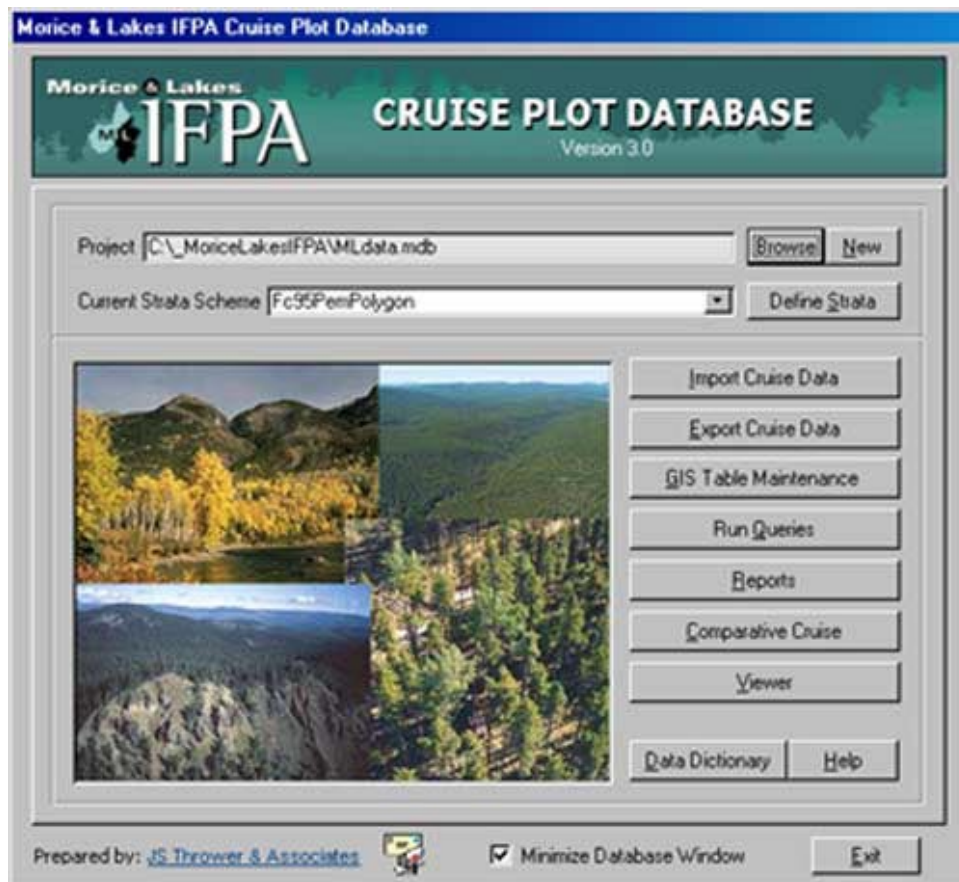 Morice & Lakes IFPA Cruise Plot Database
Morice & Lakes
ML
IFPA
CRUISE PLOT DATABASE
Version 3.0
Project C:\_MoriceLakesIFPA\MLdata.mdb Browse New
Current Strata Scheme Fc95PemPolygon Define Strata
Import Cruise Data
Export Cruise Data
GIS Table Maintenance
Run Queries
Reports
Comparative Cruise
Viewer
Data Dictionary Help
Prepared by: JS Thrower & Associates Minimize Database Window Exit